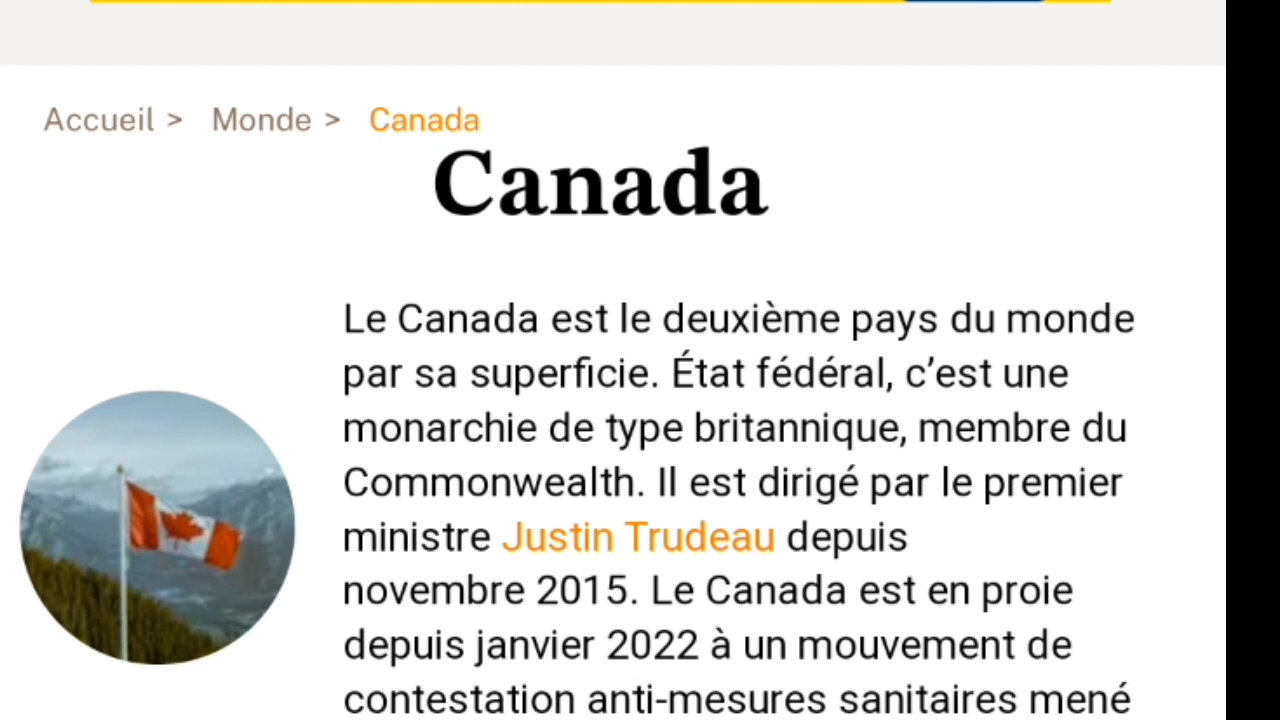 Accueil > Monde > Canada
Canada
Le Canada est le deuxième pays du monde
par sa superficie. État fédéral, c’est une
monarchie de type britannique, membre du
Commonwealth. Il est dirigé par le premier
ministre Justin Trudeau depuis
novembre 2015. Le Canada est en proie
depuis janvier 2022 à un mouvement de
contestation anti-mesures sanitaires mené